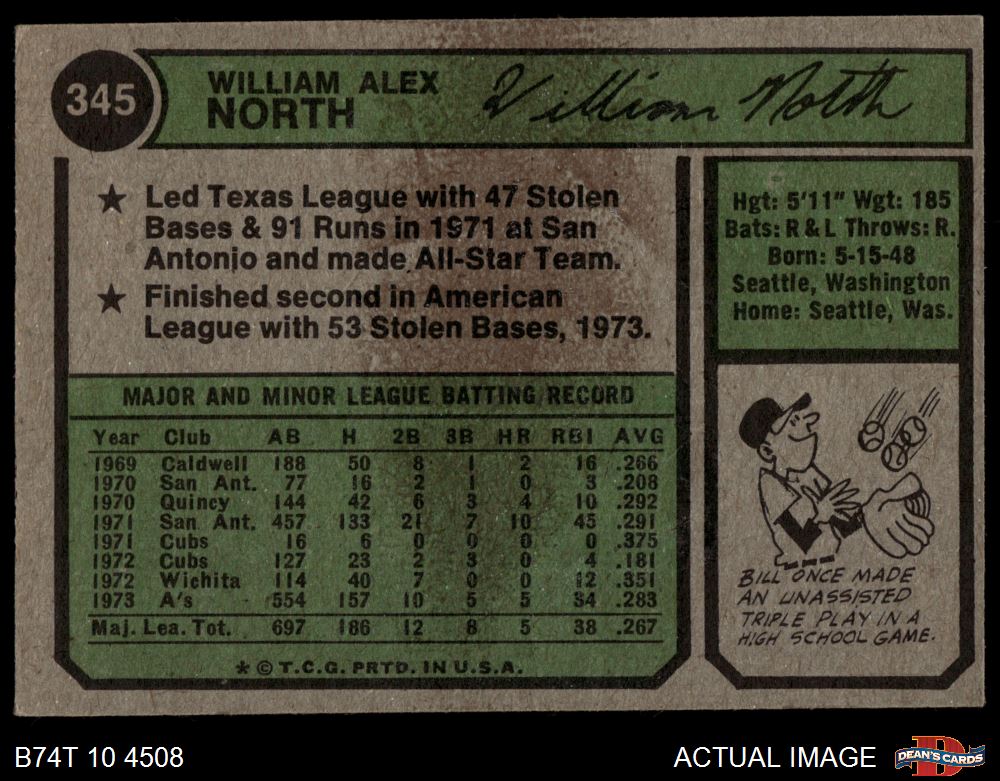 345
WILLIAM ALEX
NORTH
William North
★ Led Texas League with 47 Stolen
Bases & 91 Runs in 1971 at San
Antonio and made All-Star Team.
★ Finished second in American
League with 53 Stolen Bases, 1973.
Hgt: 5'11" Wgt: 185
Bats: R & L Throws: R.
Born: 5-15-48
Seattle, Washington
Home: Seattle, Was.
MAJOR AND MINOR LEAGUE BATTING RECORD
Year Club AB H 2B 3B HR RBI AVG
1969 Caldwell 188 50 8 1 2 16 .266
1970 San Ant. 77 16 2 1 0 3 .208
1970 Quincy 144 42 6 3 4 10 .292
1971 San Ant. 457 133 21 7 10 45 .291
1971 Cubs 16 6 0 0 0 0 .375
1972 Cubs 127 23 2 3 0 4 .181
1972 Wichita 114 40 7 0 0 12 .351
1973 A's 554 157 10 5 5 34 .283
Maj. Lea. Tot. 697 186 12 8 5 38 .267
* © T.C.G. PRTD. IN U.S.A.
BILL ONCE MADE
AN UNASSISTED
TRIPLE PLAY IN A
HIGH SCHOOL GAME.
B74T 10 4508
ACTUAL IMAGE
D
DEAN'S CARDS